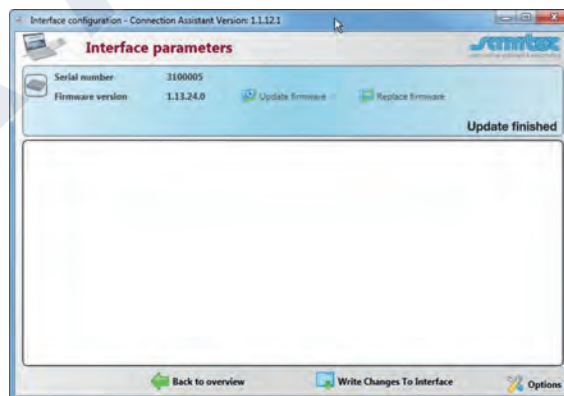 Interface configuration - Connection Assistant Version: 1.1.12.1
Interface parameters
Serial number 3100005
Firmware version 1.13.24.0 Update firmware Replace firmware
Update finished
Back to overview Write Changes To Interface Options